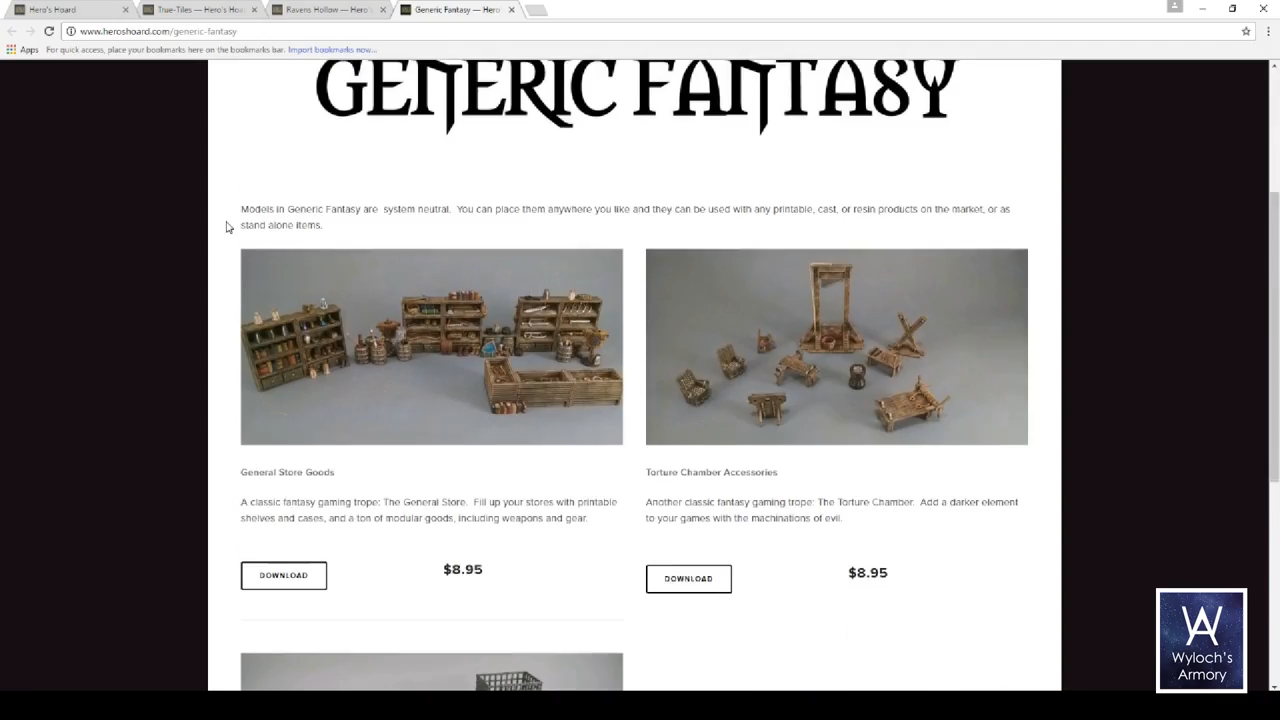 Hero's Hoard
True-Tiles — Hero's Hoa
Ravens Hollow — Hero'
Generic Fantasy — Hero
www.heroshoard.com/generic-fantasy
Apps For quick access, place your bookmarks here on the bookmarks bar. Import bookmarks now...
GENERIC FANTASY
Models in Generic Fantasy are system neutral. You can place them anywhere you like and they can be used with any printable, cast, or resin products on the market, or as
stand alone items.
General Store Goods
A classic fantasy gaming trope: The General Store. Fill up your stores with printable
shelves and cases, and a ton of modular goods, including weapons and gear.
DOWNLOAD $8.95
Torture Chamber Accessories
Another classic fantasy gaming trope: The Torture Chamber. Add a darker element
to your games with the machinations of evil.
DOWNLOAD $8.95
WA
Wyloch's
Armory